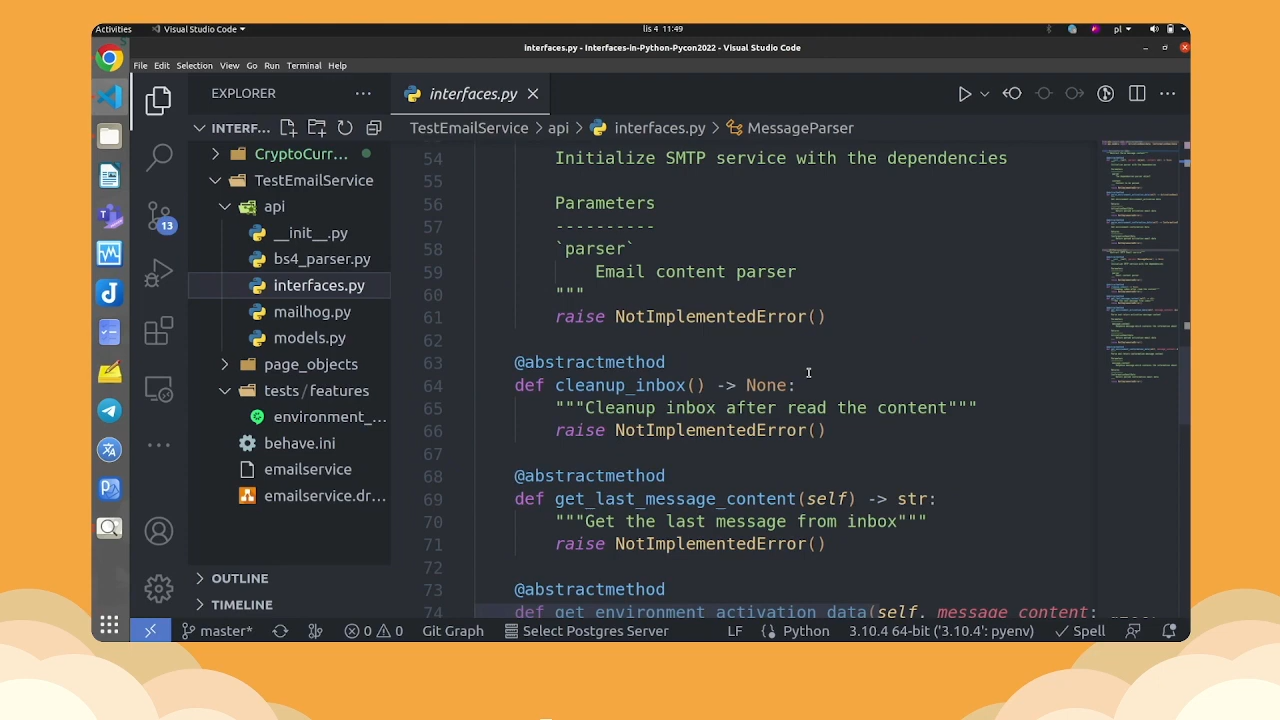 Activities
Visual Studio Code
lis 4 11:49
pl
interfaces.py - Interfaces-In-Python-Pycon2022 - Visual Studio Code
File Edit Selection View Go Run Terminal Help
EXPLORER
interfaces.py
INTERF...
TestEmailService > api > interfaces.py > MessageParser
CryptoCurr...
TestEmailService
api
__init__.py
bs4_parser.py
interfaces.py
mailhog.py
models.py
page_objects
tests/features
environment_...
behave.ini
emailservice
emailservice.dr...
OUTLINE
TIMELINE
13
54 Initialize SMTP service with the dependencies
55
56 Parameters
57 ----------
58 `parser`
59 Email content parser
60 """
61 raise NotImplementedError()
62
63 @abstractmethod
64 def cleanup_inbox() -> None:
65 """Cleanup inbox after read the content"""
66 raise NotImplementedError()
67
68 @abstractmethod
69 def get_last_message_content(self) -> str:
70 """Get the last message from inbox"""
71 raise NotImplementedError()
72
73 @abstractmethod
74 def get_environment_activation_data(self, message_content:
master* 0 0 Git Graph Select Postgres Server LF Python 3.10.4 64-bit ('3.10.4': pyenv) Spell